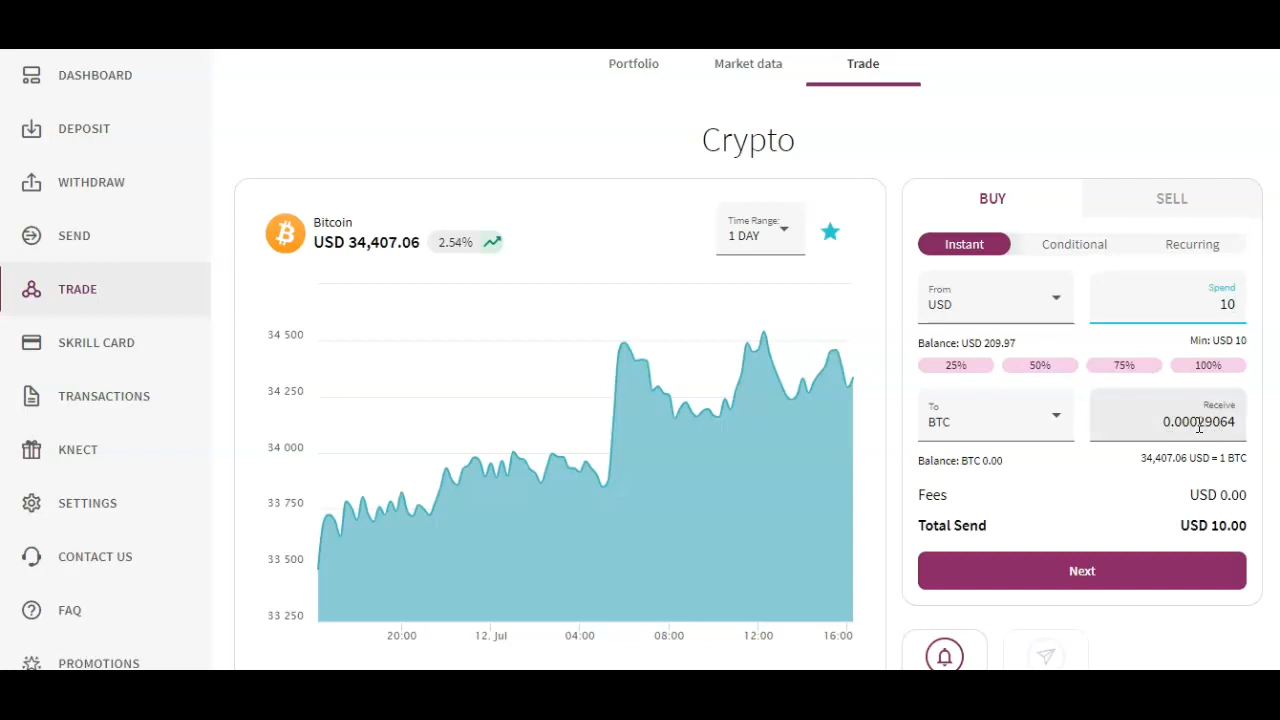 DASHBOARD
DEPOSIT
WITHDRAW
SEND
TRADE
SKRILL CARD
TRANSACTIONS
KNECT
SETTINGS
CONTACT US
FAQ
PROMOTIONS
Portfolio Market data Trade
Crypto
Bitcoin
USD 34,407.06 2.54%
Time Range:
1 DAY
34 500
34 250
34 000
33 750
33 500
33 250
20:00 12. Jul 04:00 08:00 12:00 16:00
BUY SELL
Instant Conditional Recurring
From
USD
Spend
10
Balance: USD 209.97 Min: USD 10
25% 50% 75% 100%
To
BTC
Receive
0.00029064
Balance: BTC 0.00 34,407.06 USD = 1 BTC
Fees USD 0.00
Total Send USD 10.00
Next